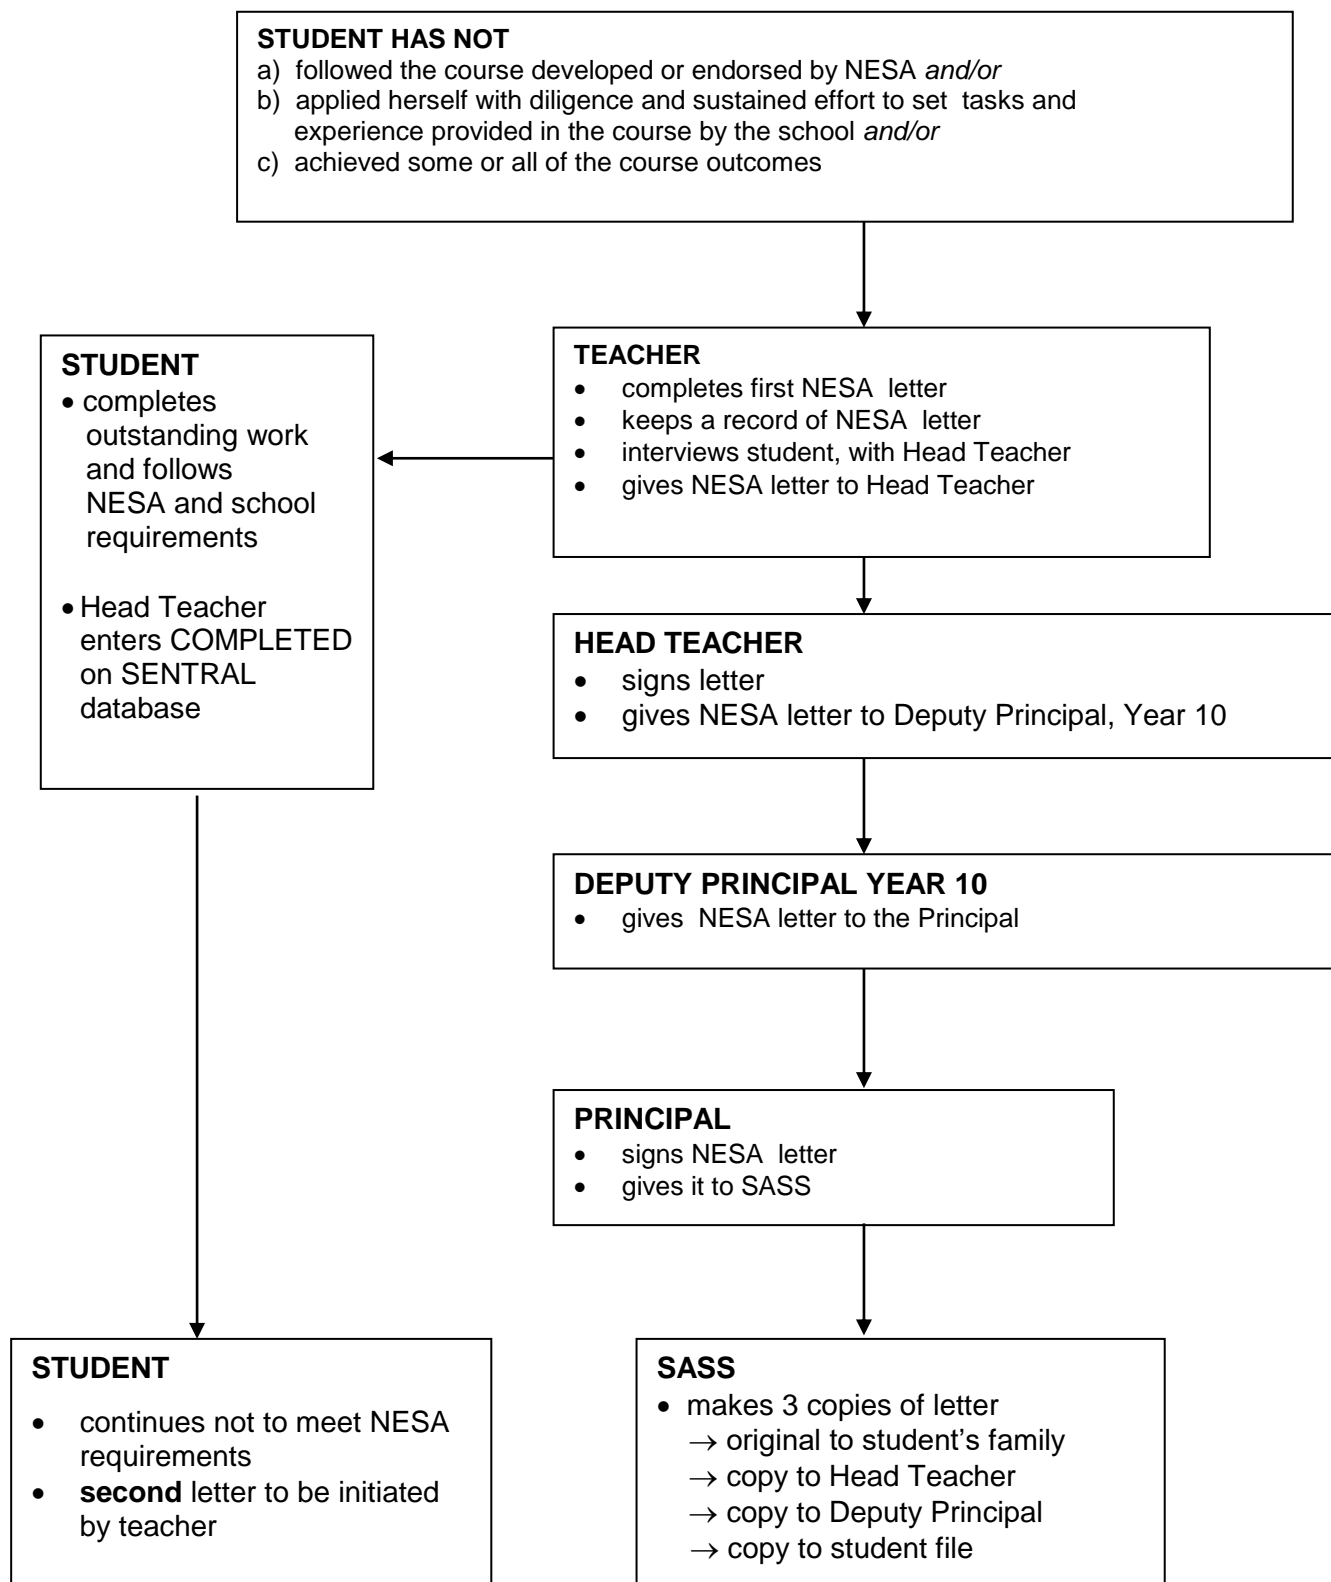 STUDENT HAS NOT
a) followed the course developed or endorsed by NESA and/or
b) applied herself with diligence and sustained effort to set tasks and
experience provided in the course by the school and/or
c) achieved some or all of the course outcomes
TEACHER
• completes first NESA letter
• keeps a record of NESA letter
• interviews student, with Head Teacher
• gives NESA letter to Head Teacher
STUDENT
• completes
outstanding work
and follows
NESA and school
requirements
• Head Teacher
enters COMPLETED
on SENTRAL
database
HEAD TEACHER
• signs letter
• gives NESA letter to Deputy Principal, Year 10
DEPUTY PRINCIPAL YEAR 10
• gives NESA letter to the Principal
PRINCIPAL
• signs NESA letter
• gives it to SASS
STUDENT
• continues not to meet NESA
requirements
• second letter to be initiated
by teacher
SASS
• makes 3 copies of letter
→ original to student’s family
→ copy to Head Teacher
→ copy to Deputy Principal
→ copy to student file